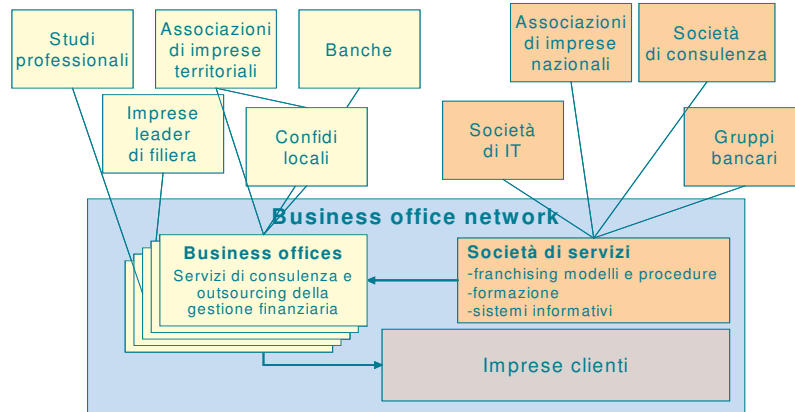 Studi
professionali
Associazioni
di imprese
territoriali
Banche
Associazioni
di imprese
nazionali
Società
di consulenza
Imprese
leader
di filiera
Confidi
locali
Società
di IT
Gruppi
bancari
Business office network
Business offices
Servizi di consulenza e
outsourcing della
gestione finanziaria
Società di servizi
-franchising modelli e procedure
-formazione
-sistemi informativi
Imprese clienti